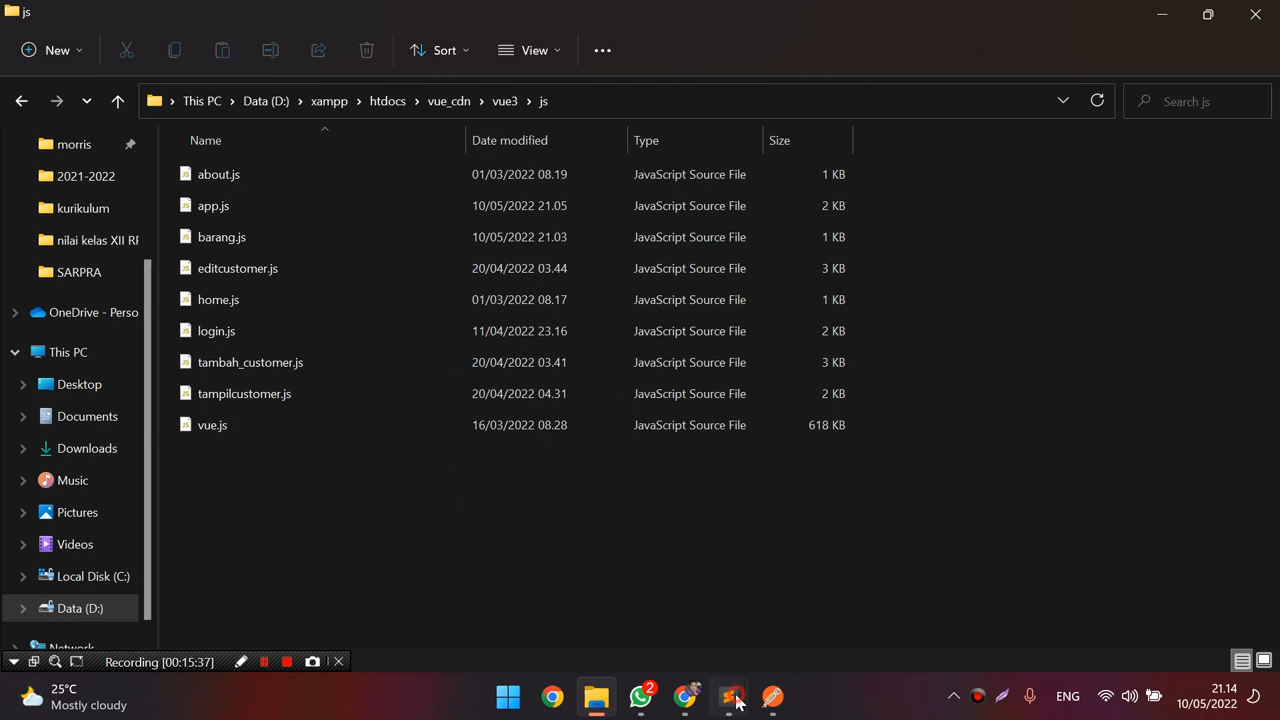 js
New
Sort
View
This PC
Data (D:)
xampp
htdocs
vue_cdn
vue3
js
Search js
morris
2021-2022
kurikulum
nilai kelas XII RF
SARPRA
OneDrive - Perso
This PC
Desktop
Documents
Downloads
Music
Pictures
Videos
Local Disk (C:)
Data (D:)
Network
Name Date modified Type Size
about.js 01/03/2022 08.19 JavaScript Source File 1 KB
app.js 10/05/2022 21.05 JavaScript Source File 2 KB
barang.js 10/05/2022 21.03 JavaScript Source File 1 KB
editcustomer.js 20/04/2022 03.44 JavaScript Source File 3 KB
home.js 01/03/2022 08.17 JavaScript Source File 1 KB
login.js 11/04/2022 23.16 JavaScript Source File 2 KB
tambah_customer.js 20/04/2022 03.41 JavaScript Source File 3 KB
tampilcustomer.js 20/04/2022 04.31 JavaScript Source File 2 KB
vue.js 16/03/2022 08.28 JavaScript Source File 618 KB
Recording [00:15:37]
25°C
Mostly cloudy
2
ENG
21.14
10/05/2022